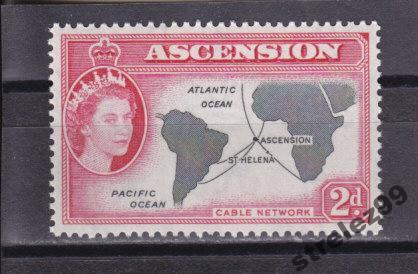 ASCENSION
ATLANTIC
OCEAN
ASCENSION
ST HELENA
PACIFIC
OCEAN
CABLE NETWORK
2d.
strelez99